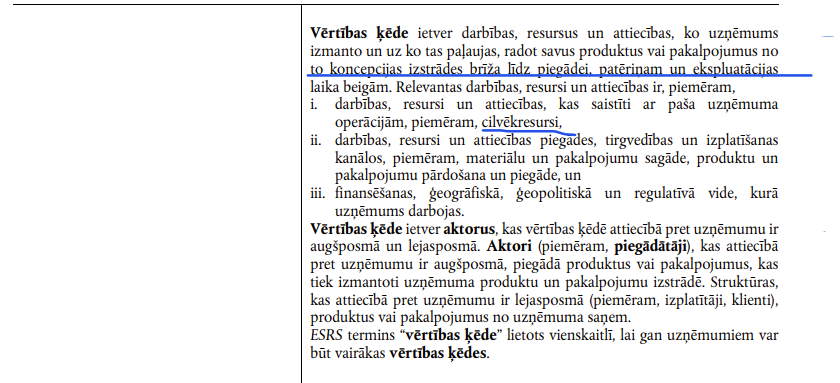 Vērtības ķēde ietver darbības, resursus un attiecības, ko uzņēmums
izmanto un uz ko tas paļaujas, radot savus produktus vai pakalpojumus no
to koncepcijas izstrādes brīža līdz piegādei, patēriņam un ekspluatācijas
laika beigām. Relevantas darbības, resursi un attiecības ir, piemēram,
i. darbības, resursi un attiecības, kas saistīti ar paša uzņēmuma
operācijām, piemēram, cilvēkresursi,
ii. darbības, resursi un attiecības piegādes, tirgvedības un izplatīšanas
kanālos, piemēram, materiālu un pakalpojumu sagāde, produktu un
pakalpojumu pārdošana un piegāde, un
iii. finansēšanas, ģeogrāfiskā, ģeopolitiskā un regulatīvā vide, kurā
uzņēmums darbojas.
Vērtības ķēde ietver aktorus, kas vērtības ķēdē attiecībā pret uzņēmumu ir
augšposmā un lejasposmā. Aktori (piemēram, piegādātāji), kas attiecībā
pret uzņēmumu ir augšposmā, piegādā produktus vai pakalpojumus, kas
tiek izmantoti uzņēmuma produktu un pakalpojumu izstrādē. Struktūras,
kas attiecībā pret uzņēmumu ir lejasposmā (piemēram, izplatītāji, klienti),
produktus vai pakalpojumus no uzņēmuma saņem.
ESRS termins “vērtības ķēde” lietots vienskaitlī, lai gan uzņēmumiem var
būt vairākas vērtības ķēdes.